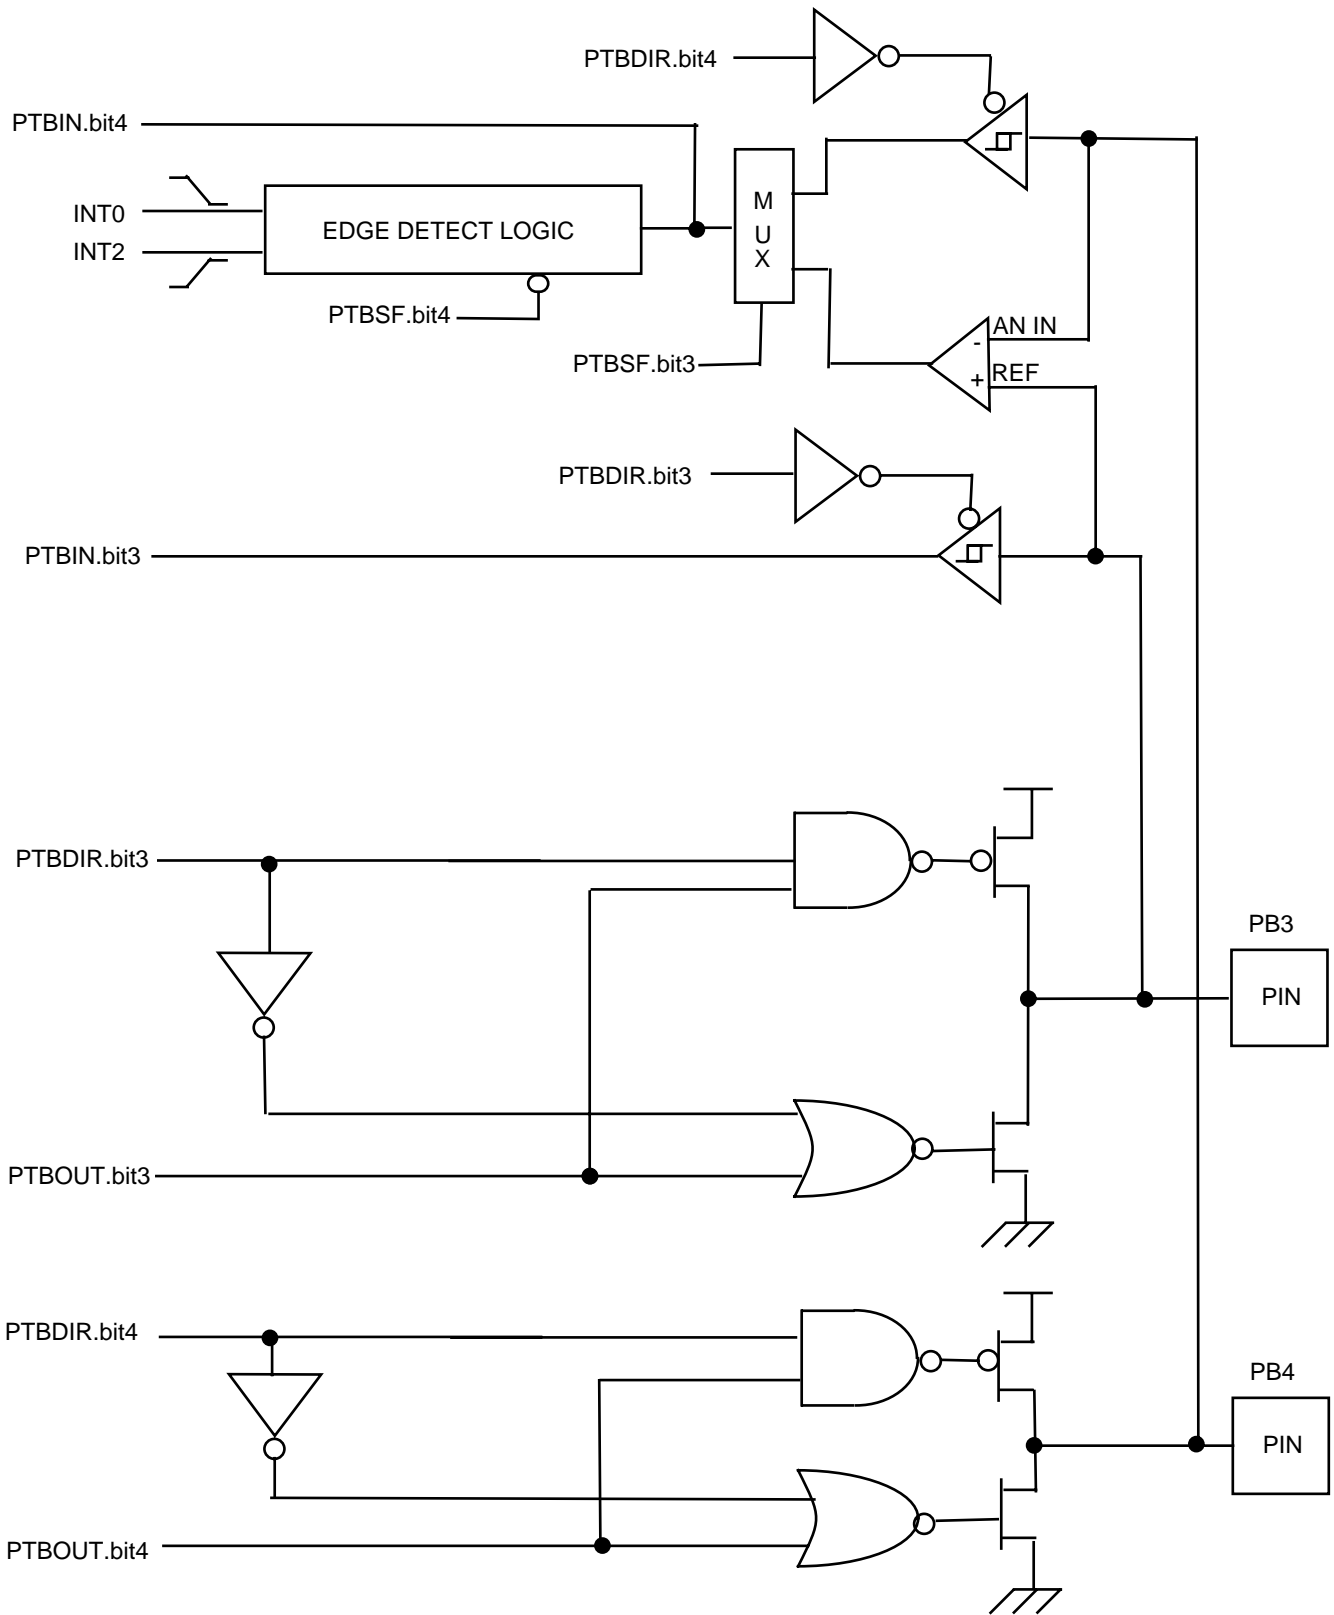 PTBDIR.bit4
PTBIN.bit4
INT0
INT2
EDGE DETECT LOGIC
M
U
X
PTBSF.bit4
PTBSF.bit3
- AN IN
+ REF
PTBDIR.bit3
PTBIN.bit3
PTBDIR.bit3
PB3
PIN
PTBOUT.bit3
PTBDIR.bit4
PB4
PIN
PTBOUT.bit4